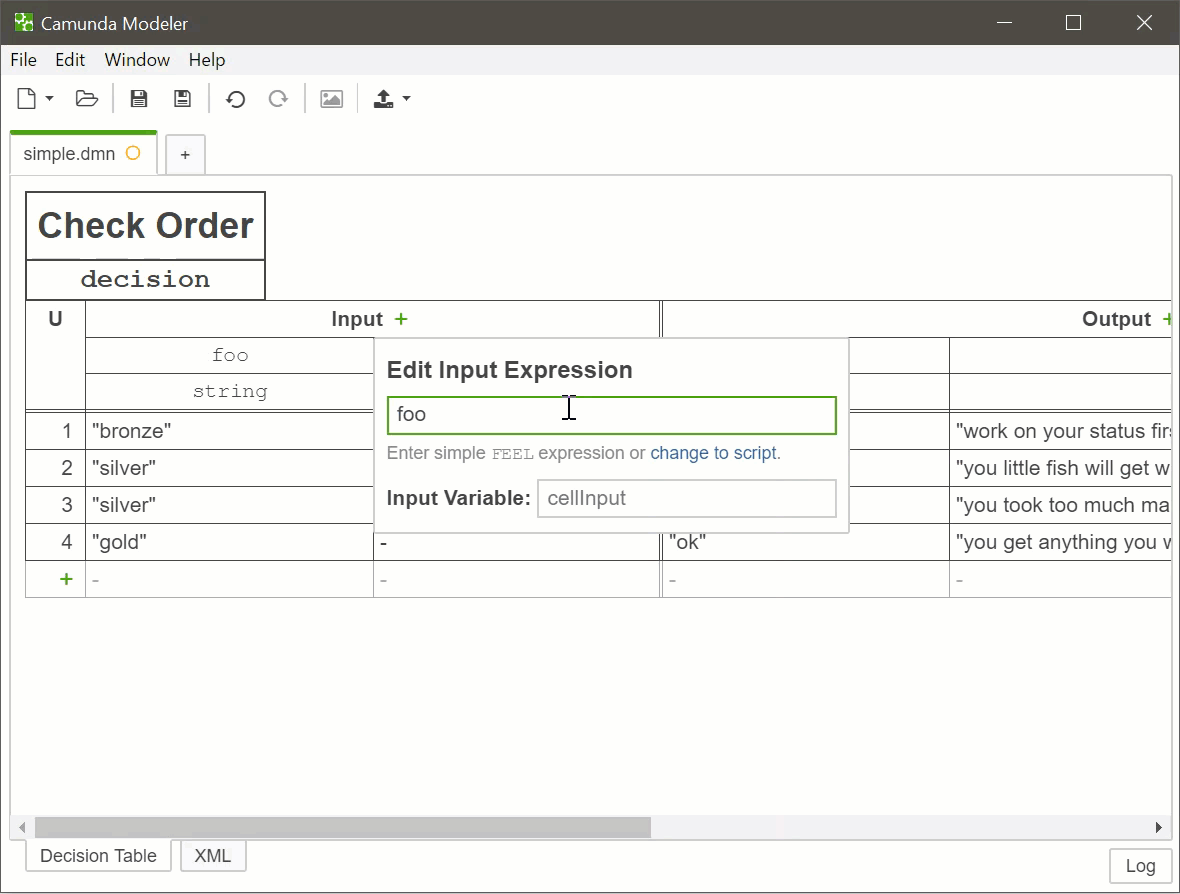 Camunda Modeler
File Edit Window Help
simple.dmn +
Check Order
decision
U Input + Output +
foo
string
Edit Input Expression
foo
Enter simple FEEL expression or change to script.
Input Variable: cellInput
1 "bronze" "work on your status firs
2 "silver" "you little fish will get w
3 "silver" "you took too much ma
4 "gold" - "ok" "you get anything you w
+ - - - -
Decision Table XML
Log